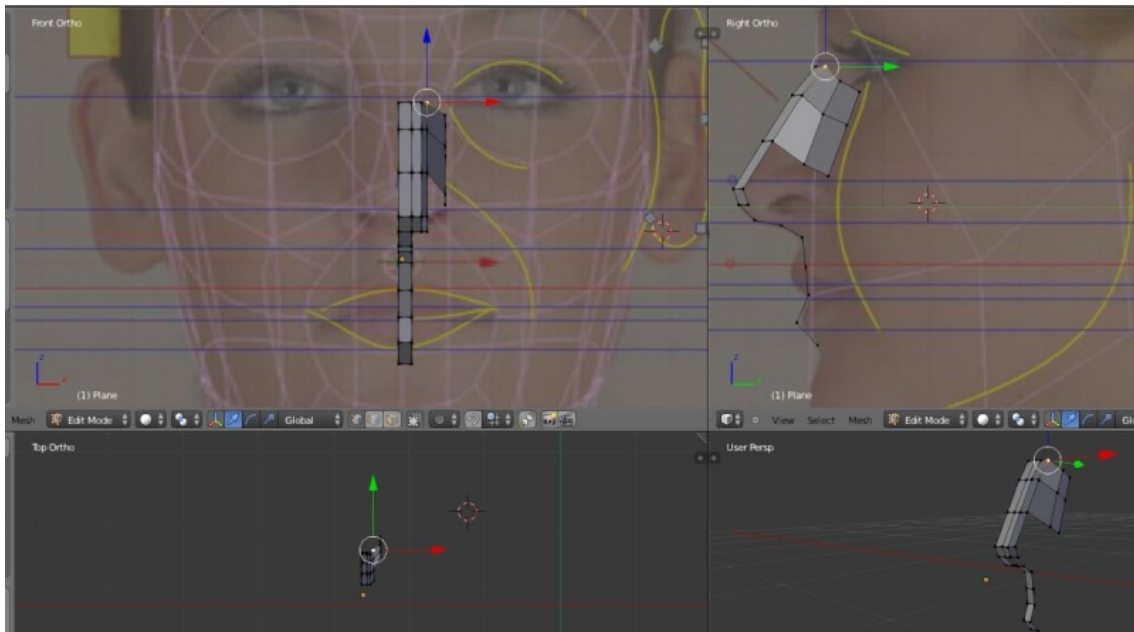 Front Ortho
Right Ortho
z
x
(1) Plane
z
y
(1) Plane
Mesh Edit Mode Global
View Select Mesh Edit Mode
Top Ortho
User Persp